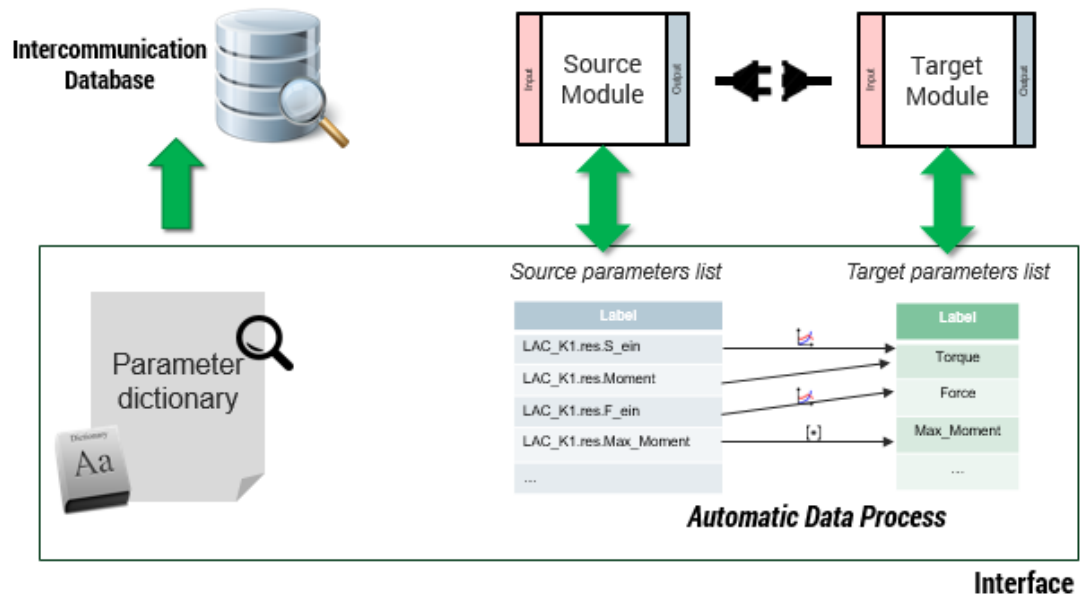 Intercommunication
Database
Input
Source
Module
Output
Input
Target
Module
Output
Source parameters list
Target parameters list
Label
LAC_K1.res.S_ein
LAC_K1.res.Moment
LAC_K1.res.F_ein
LAC_K1.res.Max_Moment
...
Label
Torque
Force
Max_Moment
...
[*]
Parameter
dictionary
Dictionary
Aa
Automatic Data Process
Interface